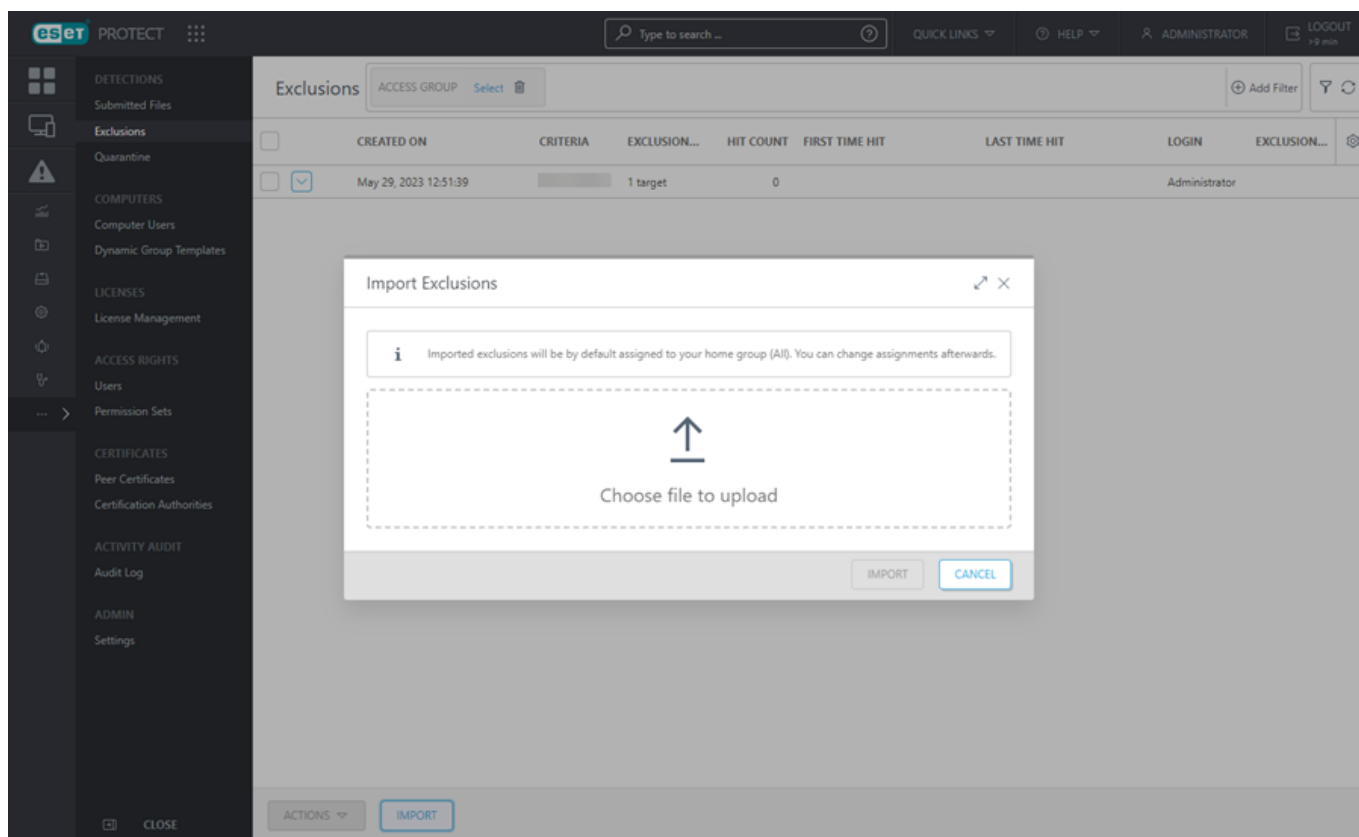 eset PROTECT
Type to search ...
QUICK LINKS
HELP
ADMINISTRATOR
LOGOUT
>9 min
DETECTIONS
Submitted Files
Exclusions
Quarantine
COMPUTERS
Computer Users
Dynamic Group Templates
LICENSES
License Management
ACCESS RIGHTS
Users
Permission Sets
CERTIFICATES
Peer Certificates
Certification Authorities
ACTIVITY AUDIT
Audit Log
ADMIN
Settings
CLOSE
Exclusions ACCESS GROUP Select Add Filter
CREATED ON CRITERIA EXCLUSION... HIT COUNT FIRST TIME HIT LAST TIME HIT LOGIN EXCLUSION...
May 29, 2023 12:51:39 1 target 0 Administrator
Import Exclusions
Imported exclusions will be by default assigned to your home group (All). You can change assignments afterwards.
Choose file to upload
IMPORT CANCEL
ACTIONS IMPORT